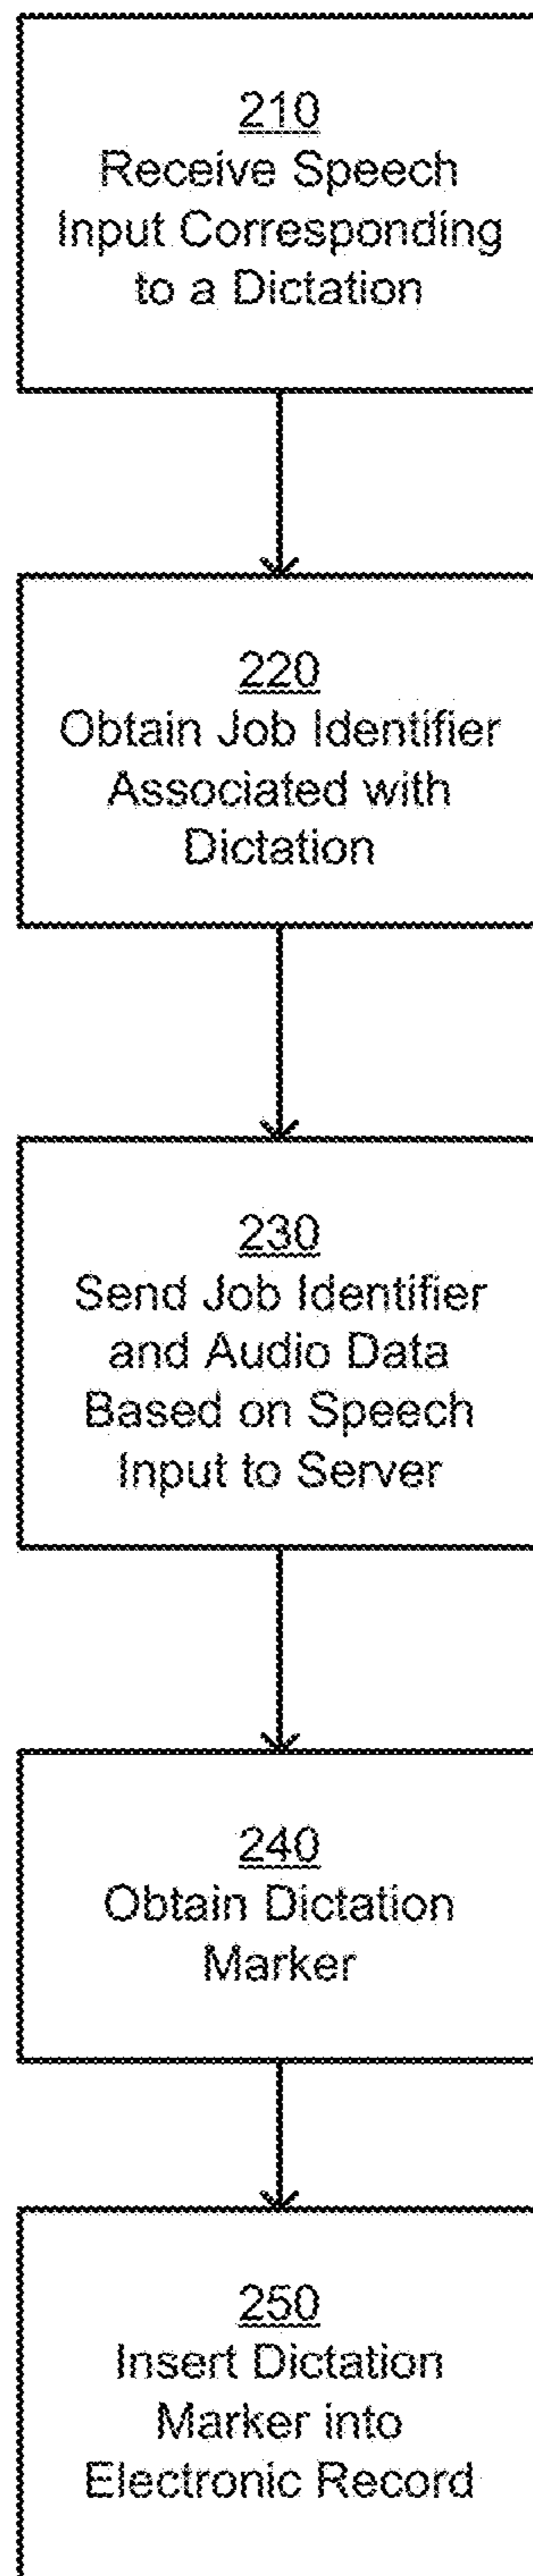 210
Receive Speech
Input Corresponding
to a Dictation
220
Obtain Job Identifier
Associated with
Dictation
230
Send Job Identifier
and Audio Data
Based on Speech
Input to Server
240
Obtain Dictation
Marker
250
Insert Dictation
Marker into
Electronic Record